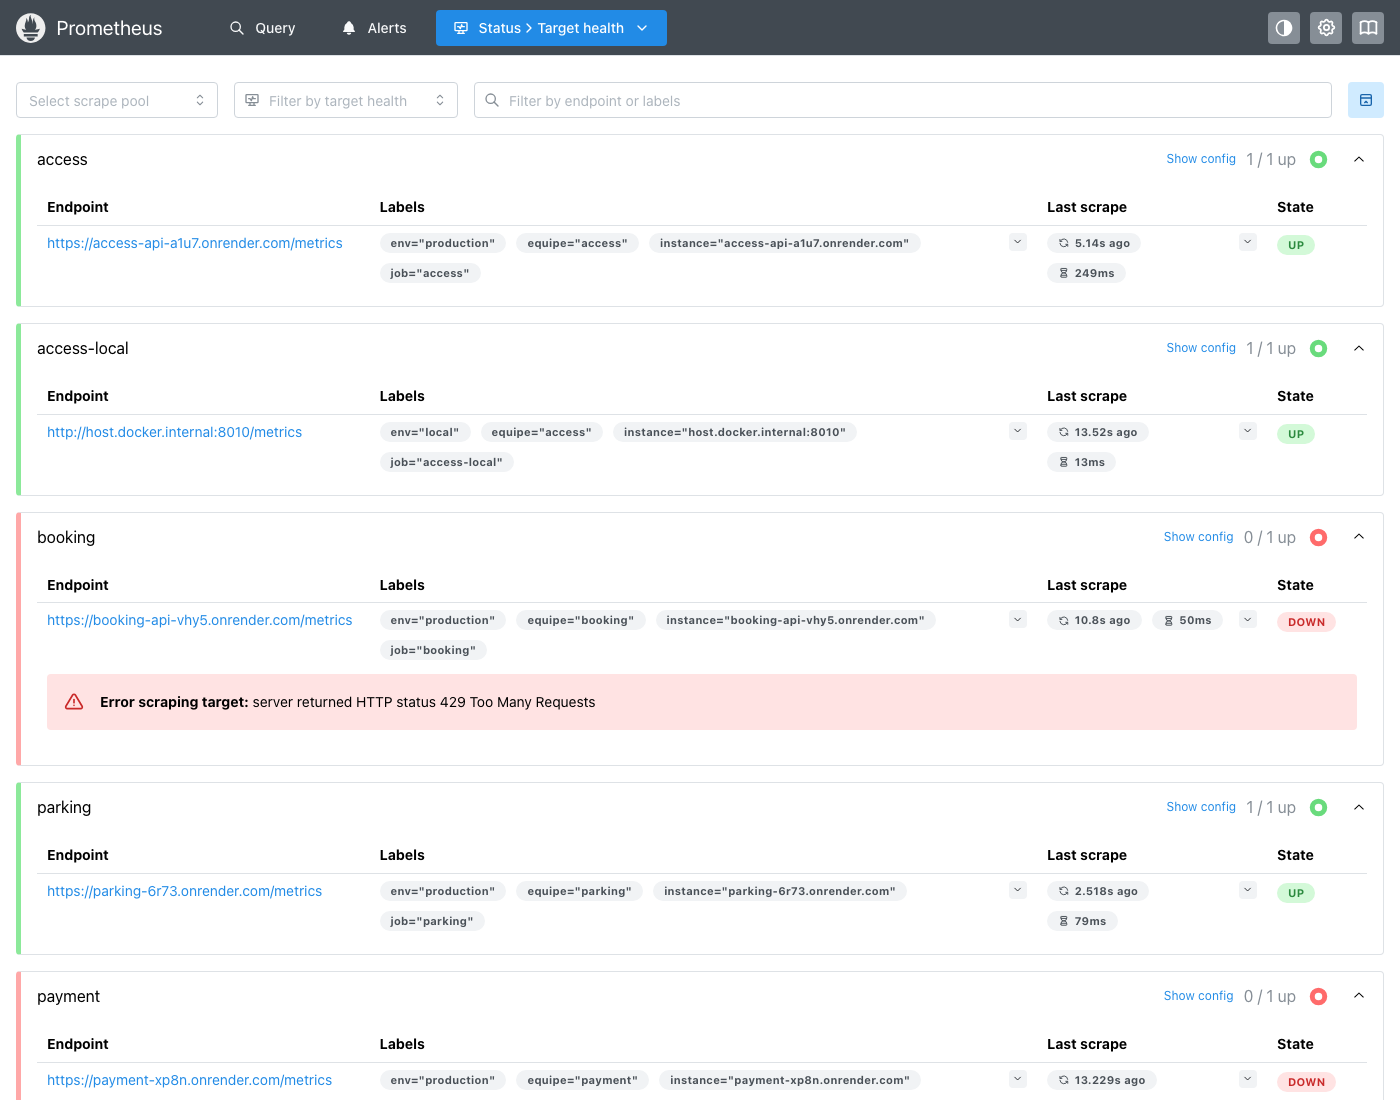 Prometheus Query Alerts Status > Target health
Select scrape pool Filter by target health Filter by endpoint or labels
access Show config 1 / 1 up
Endpoint Labels Last scrape State
https://access-api-a1u7.onrender.com/metrics env="production" equipe="access" instance="access-api-a1u7.onrender.com" 5.14s ago UP
job="access" 249ms
access-local Show config 1 / 1 up
Endpoint Labels Last scrape State
http://host.docker.internal:8010/metrics env="local" equipe="access" instance="host.docker.internal:8010" 13.52s ago UP
job="access-local" 13ms
booking Show config 0 / 1 up
Endpoint Labels Last scrape State
https://booking-api-vhy5.onrender.com/metrics env="production" equipe="booking" instance="booking-api-vhy5.onrender.com" 10.8s ago 50ms DOWN
job="booking"
Error scraping target: server returned HTTP status 429 Too Many Requests
parking Show config 1 / 1 up
Endpoint Labels Last scrape State
https://parking-6r73.onrender.com/metrics env="production" equipe="parking" instance="parking-6r73.onrender.com" 2.518s ago UP
job="parking" 79ms
payment Show config 0 / 1 up
Endpoint Labels Last scrape State
https://payment-xp8n.onrender.com/metrics env="production" equipe="payment" instance="payment-xp8n.onrender.com" 13.229s ago DOWN